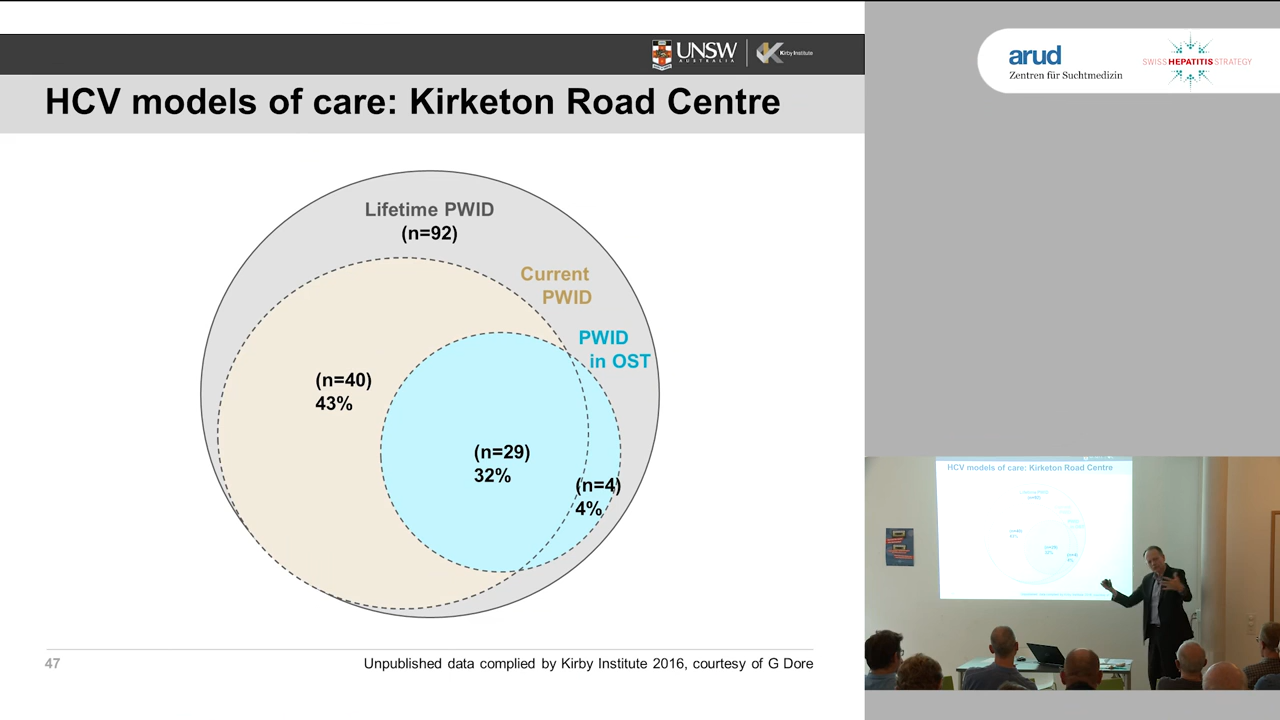 UNSW
AUSTRALIA
Kirby Institute
HCV models of care: Kirketon Road Centre
Lifetime PWID
(n=92)
Current
PWID
PWID
in OST
(n=40)
43%
(n=29)
32%
(n=4)
4%
47
Unpublished data complied by Kirby Institute 2016, courtesy of G Dore
arud
Zentren für Suchtmedizin
SWISS HEPATITIS STRATEGY
HCV models of care: Kirketon Road Centre